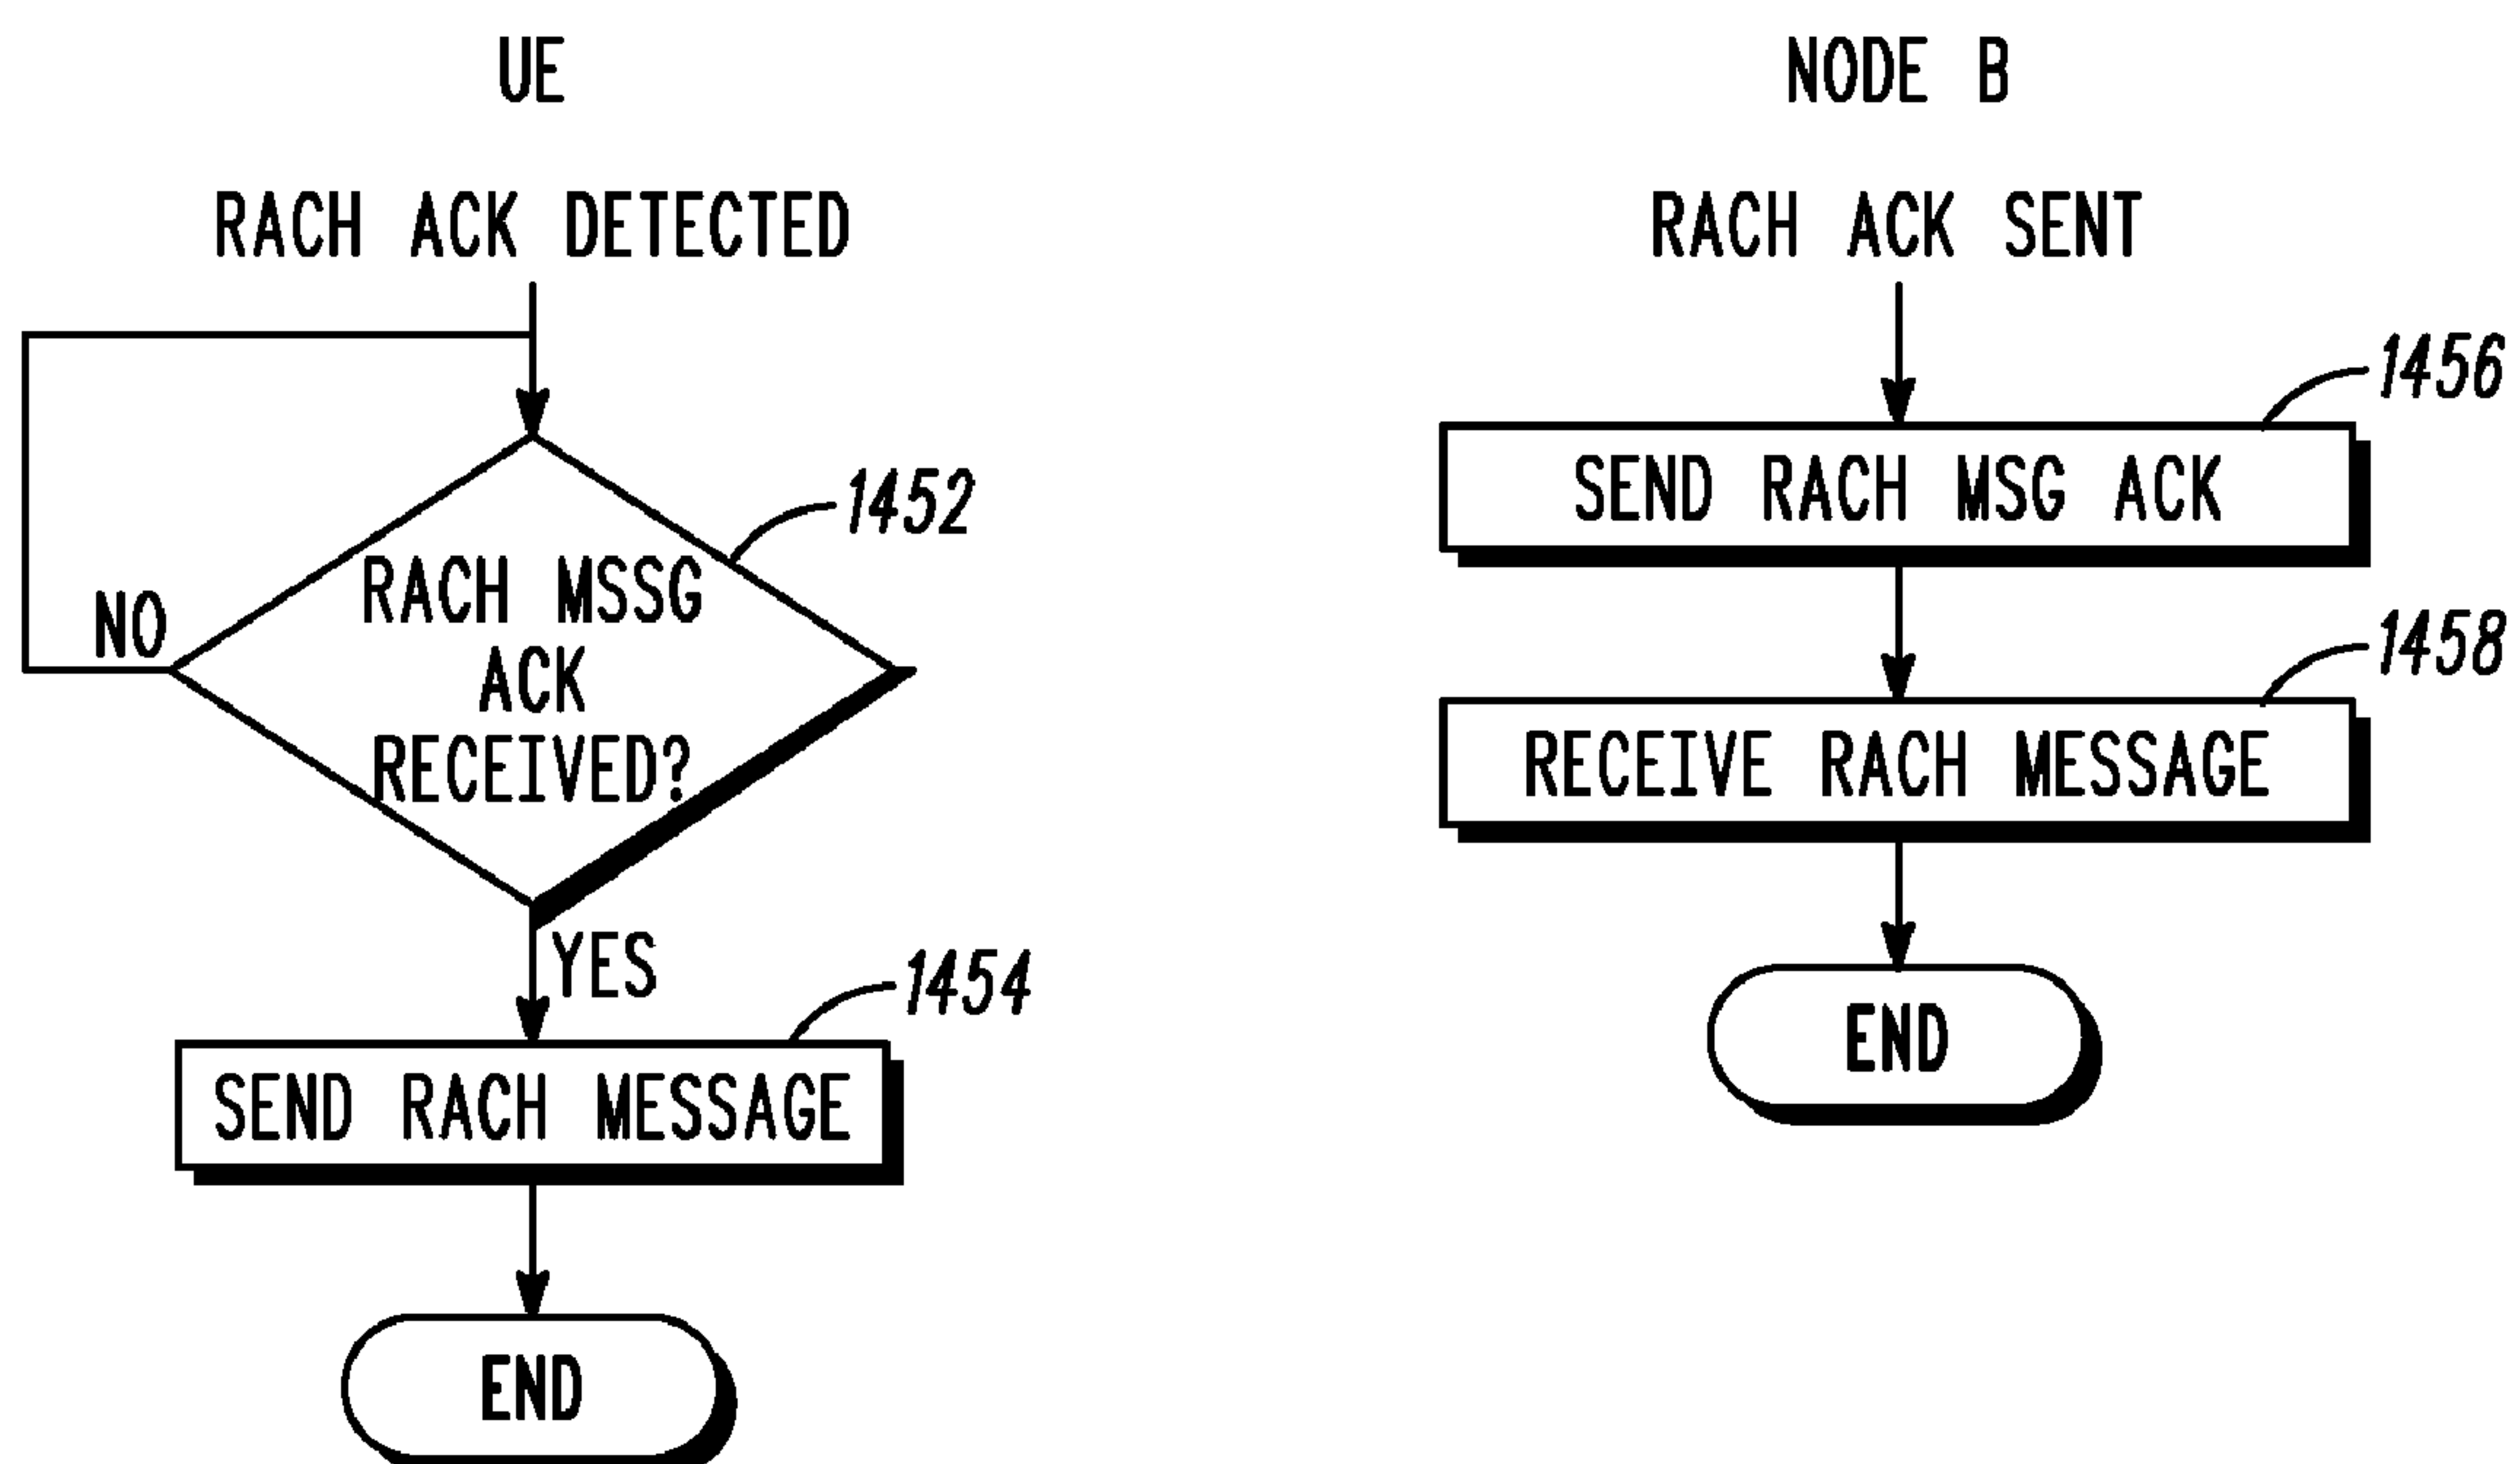 UE
RACH ACK DETECTED
1452
RACH MSSG
ACK
RECEIVED?
NO
YES
1454
SEND RACH MESSAGE
END
NODE B
RACH ACK SENT
1456
SEND RACH MSG ACK
1458
RECEIVE RACH MESSAGE
END